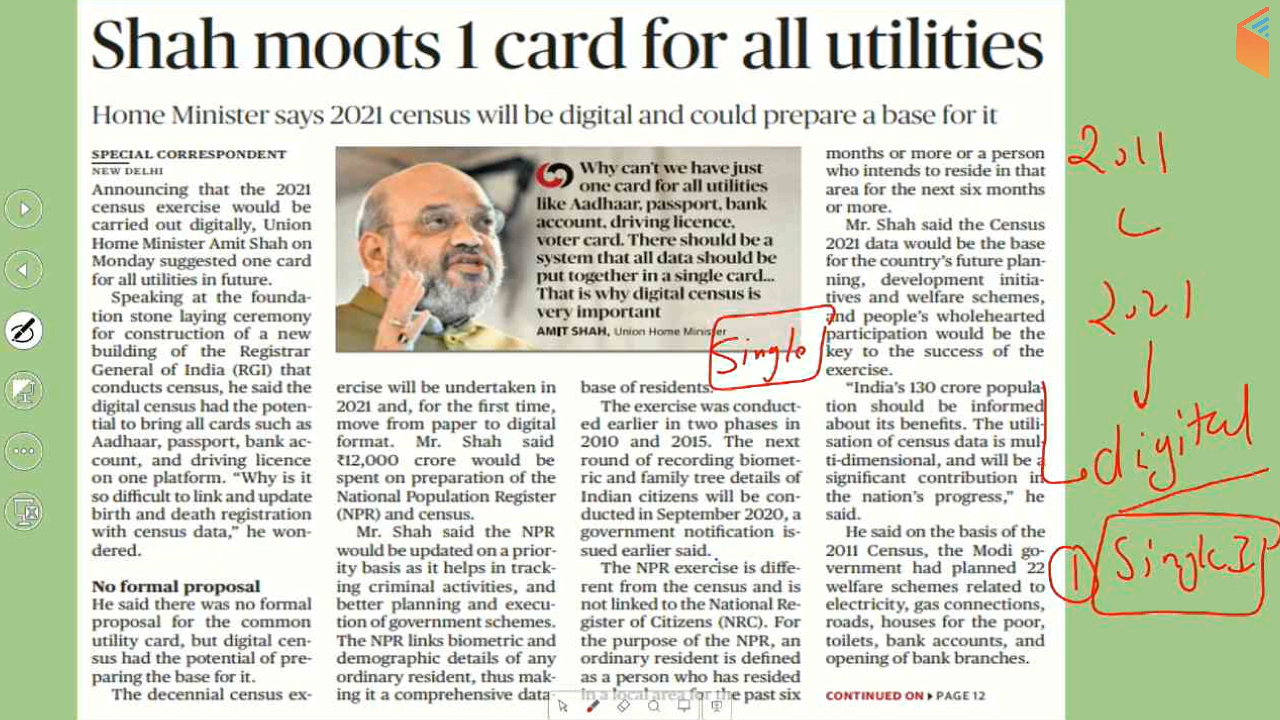 Shah moots 1 card for all utilities
Home Minister says 2021 census will be digital and could prepare a base for it
SPECIAL CORRESPONDENT
NEW DELHI
Announcing that the 2021
census exercise would be
carried out digitally, Union
Home Minister Amit Shah on
Monday suggested one card
for all utilities in future.
Speaking at the founda-
tion stone laying ceremony
for construction of a new
building of the Registrar
General of India (RGI) that
conducts census, he said the
digital census had the poten-
tial to bring all cards such as
Aadhaar, passport, bank ac-
count, and driving licence
on one platform. “Why is it
so difficult to link and update
birth and death registration
with census data,” he won-
dered.
No formal proposal
He said there was no formal
proposal for the common
utility card, but digital cen-
sus had the potential of pre-
paring the base for it.
The decennial census ex-
Why can't we have just
one card for all utilities
like Aadhaar, passport, bank
account, driving licence,
voter card. There should be a
system that all data should be
put together in a single card...
That is why digital census is
very important
AMIT SHAH, Union Home Minister
Single
ercise will be undertaken in
2021 and, for the first time,
move from paper to digital
format. Mr. Shah said
₹12,000 crore would be
spent on preparation of the
National Population Register
(NPR) and census.
Mr. Shah said the NPR
would be updated on a prior-
ity basis as it helps in track-
ing criminal activities, and
better planning and execu-
tion of government schemes.
The NPR links biometric and
demographic details of any
ordinary resident, thus mak-
ing it a comprehensive data-
base of residents.
The exercise was conduct-
ed earlier in two phases in
2010 and 2015. The next
round of recording biomet-
ric and family tree details of
Indian citizens will be con-
ducted in September 2020, a
government notification is-
sued earlier said.
The NPR exercise is diffe-
rent from the census and is
not linked to the National Re-
gister of Citizens (NRC). For
the purpose of the NPR, an
ordinary resident is defined
as a person who has resided
in a local area for the past six
months or more or a person
who intends to reside in that
area for the next six months
or more.
Mr. Shah said the Census
2021 data would be the base
for the country's future plan-
ning, development initia-
tives and welfare schemes,
and people's wholehearted
participation would be the
key to the success of the
exercise.
“India's 130 crore popula-
tion should be informed
about its benefits. The utili-
sation of census data is mul-
ti-dimensional, and will be a
significant contribution in
the nation's progress,” he
said.
He said on the basis of the
2011 Census, the Modi go-
vernment had planned 22
welfare schemes related to
electricity, gas connections,
roads, houses for the poor,
toilets, bank accounts, and
opening of bank branches.
CONTINUED ON PAGE 12
2011
2021
digital
1 Single